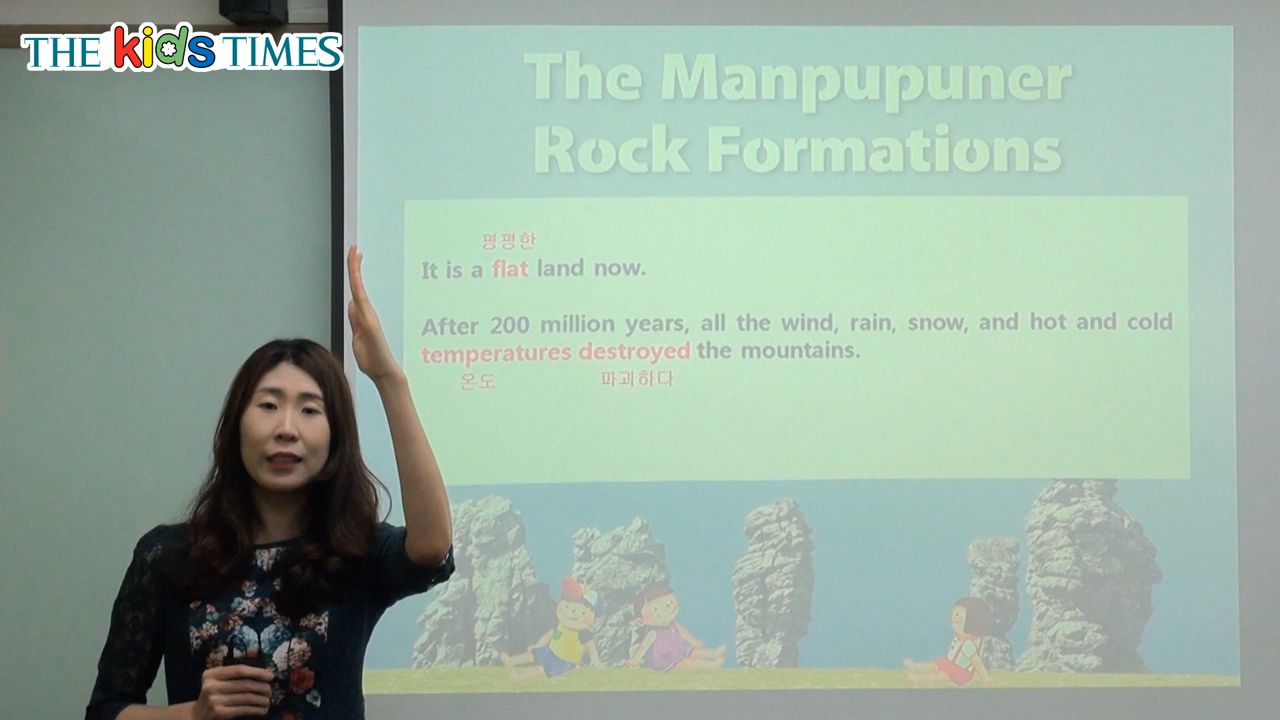 THE kids TIMES
The Manpupuner
Rock Formations
평평한
It is a flat land now.
After 200 million years, all the wind, rain, snow, and hot and cold
temperatures destroyed the mountains.
온도 파괴하다